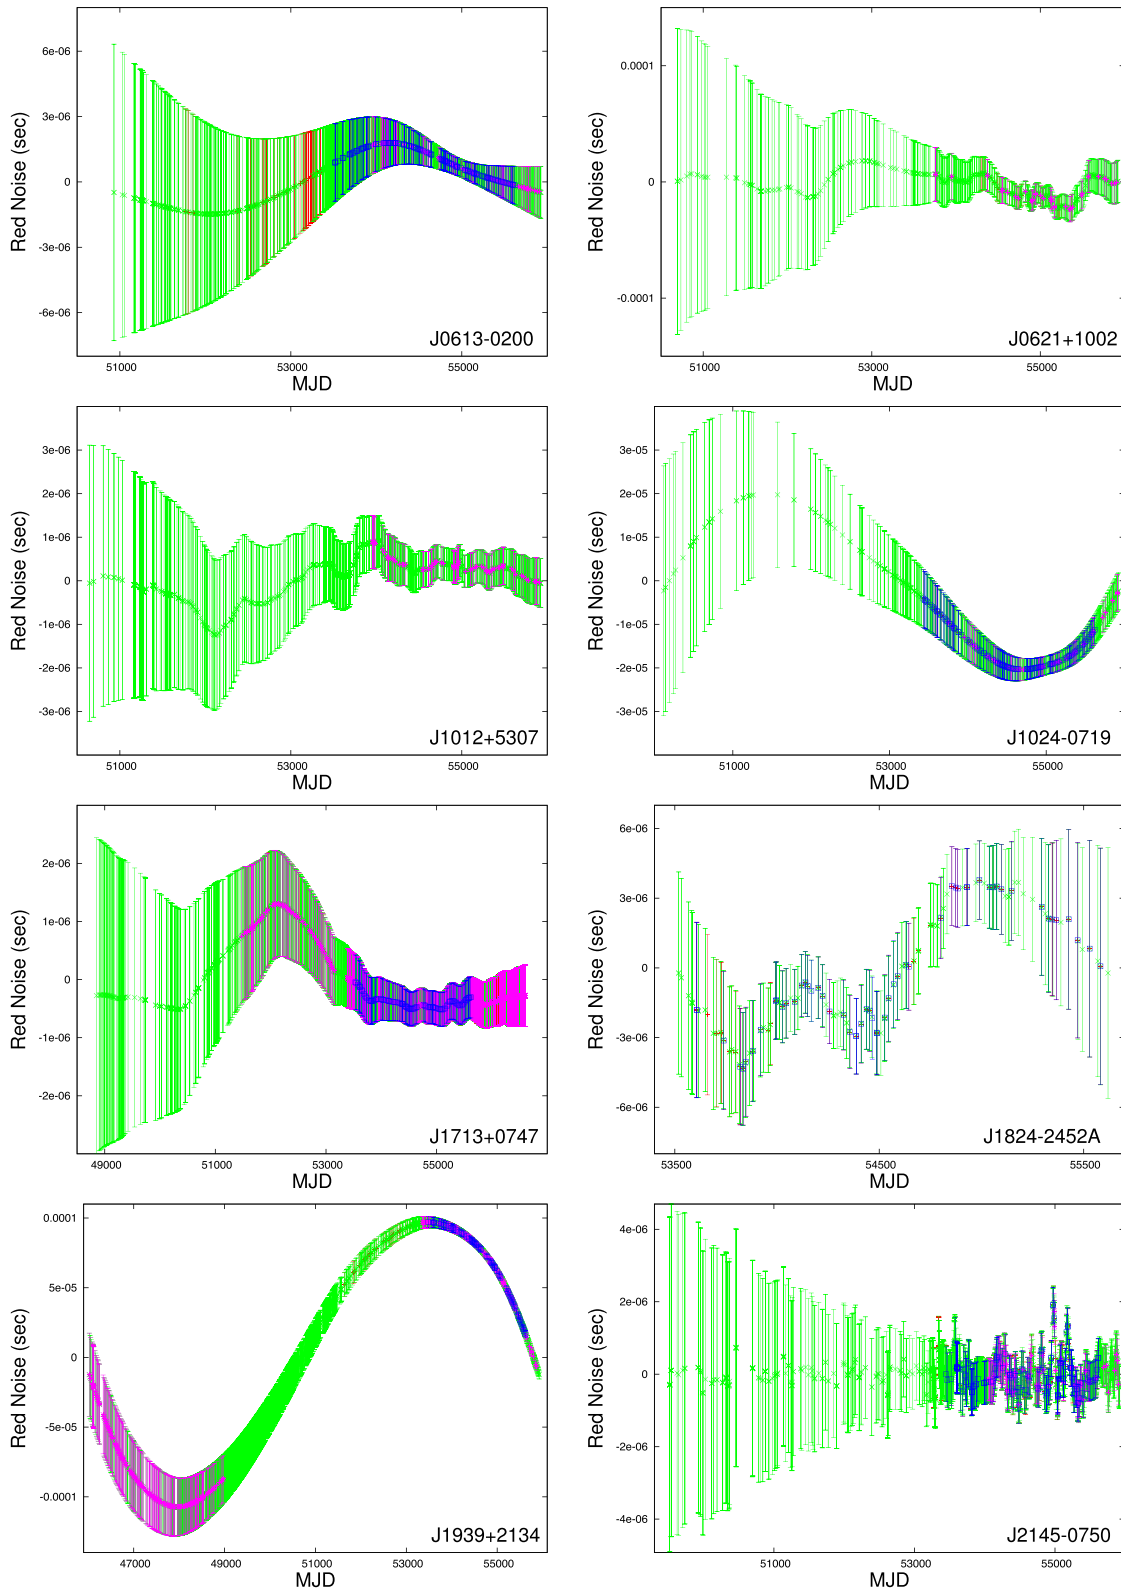 6e-06
3e-06
0
-3e-06
-6e-06
Red Noise (sec)
J0613-0200
51000 53000 55000
MJD
0.0001
0
-0.0001
Red Noise (sec)
J0621+1002
51000 53000 55000
MJD
3e-06
2e-06
1e-06
0
-1e-06
-2e-06
-3e-06
Red Noise (sec)
J1012+5307
51000 53000 55000
MJD
3e-05
2e-05
1e-05
0
-1e-05
-2e-05
-3e-05
Red Noise (sec)
J1024-0719
51000 53000 55000
MJD
2e-06
1e-06
0
-1e-06
-2e-06
Red Noise (sec)
J1713+0747
49000 51000 53000 55000
MJD
6e-06
3e-06
0
-3e-06
-6e-06
Red Noise (sec)
J1824-2452A
53500 54500 55500
MJD
0.0001
5e-05
0
-5e-05
-0.0001
Red Noise (sec)
J1939+2134
47000 49000 51000 53000 55000
MJD
4e-06
2e-06
0
-2e-06
-4e-06
Red Noise (sec)
J2145-0750
51000 53000 55000
MJD